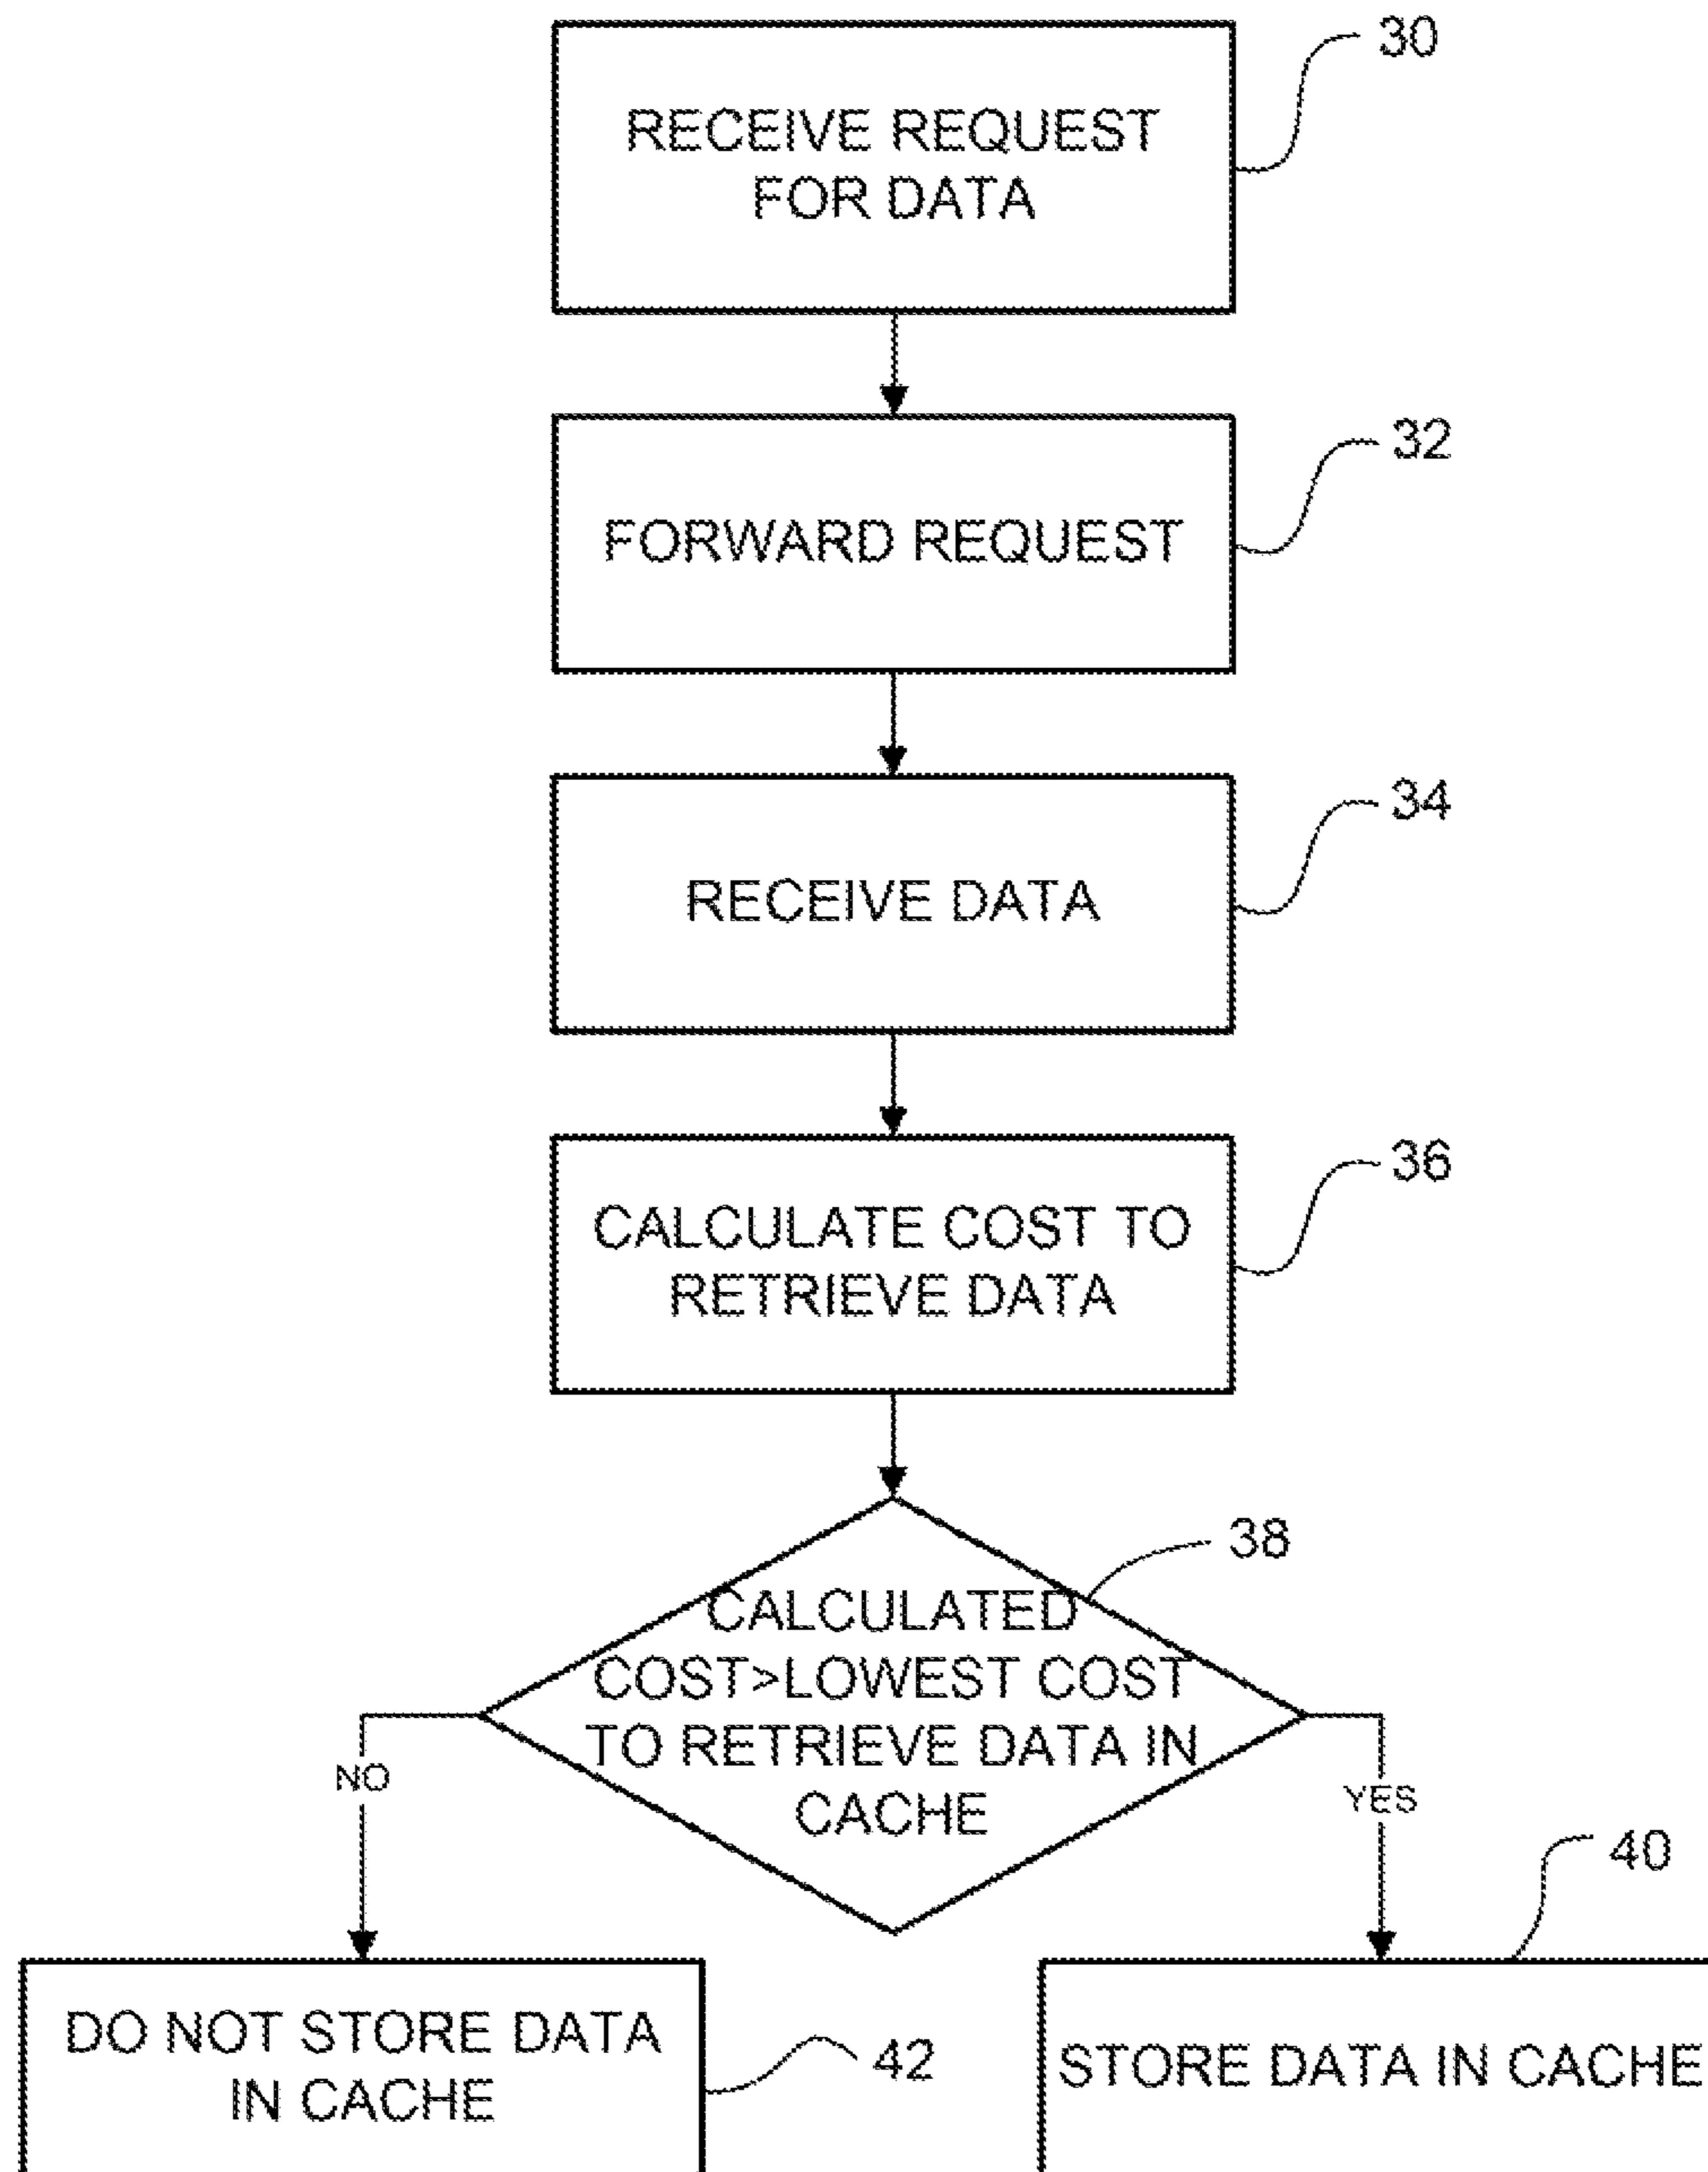 30
RECEIVE REQUEST
FOR DATA
32
FORWARD REQUEST
34
RECEIVE DATA
36
CALCULATE COST TO
RETRIEVE DATA
38
CALCULATED
COST>LOWEST COST
TO RETRIEVE DATA IN
CACHE
NO
YES
40
DO NOT STORE DATA
IN CACHE
42
STORE DATA IN CACHE